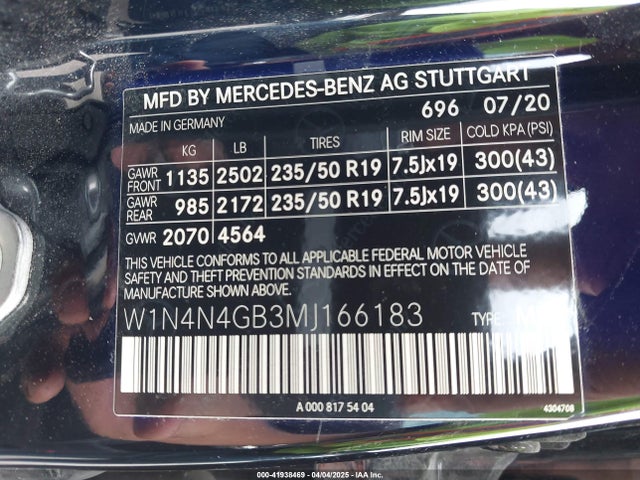 MFD BY MERCEDES-BENZ AG STUTTGART
696 07/20
MADE IN GERMANY
KG LB TIRES RIM SIZE COLD KPA (PSI)
GAWR FRONT 1135 2502 235/50 R19 7.5Jx19 300(43)
GAWR REAR 985 2172 235/50 R19 7.5Jx19 300(43)
GVWR 2070 4564
THIS VEHICLE CONFORMS TO ALL APPLICABLE FEDERAL MOTOR VEHICLE
SAFETY AND THEFT PREVENTION STANDARDS IN EFFECT ON THE DATE
OF MANUFACTURE SHOWN ABOVE.
W1N4N4GB3MJ166183 TYPE:
A 000 817 54 04
4304706
000-41938469 - 04/04/2025 - IAA Inc.